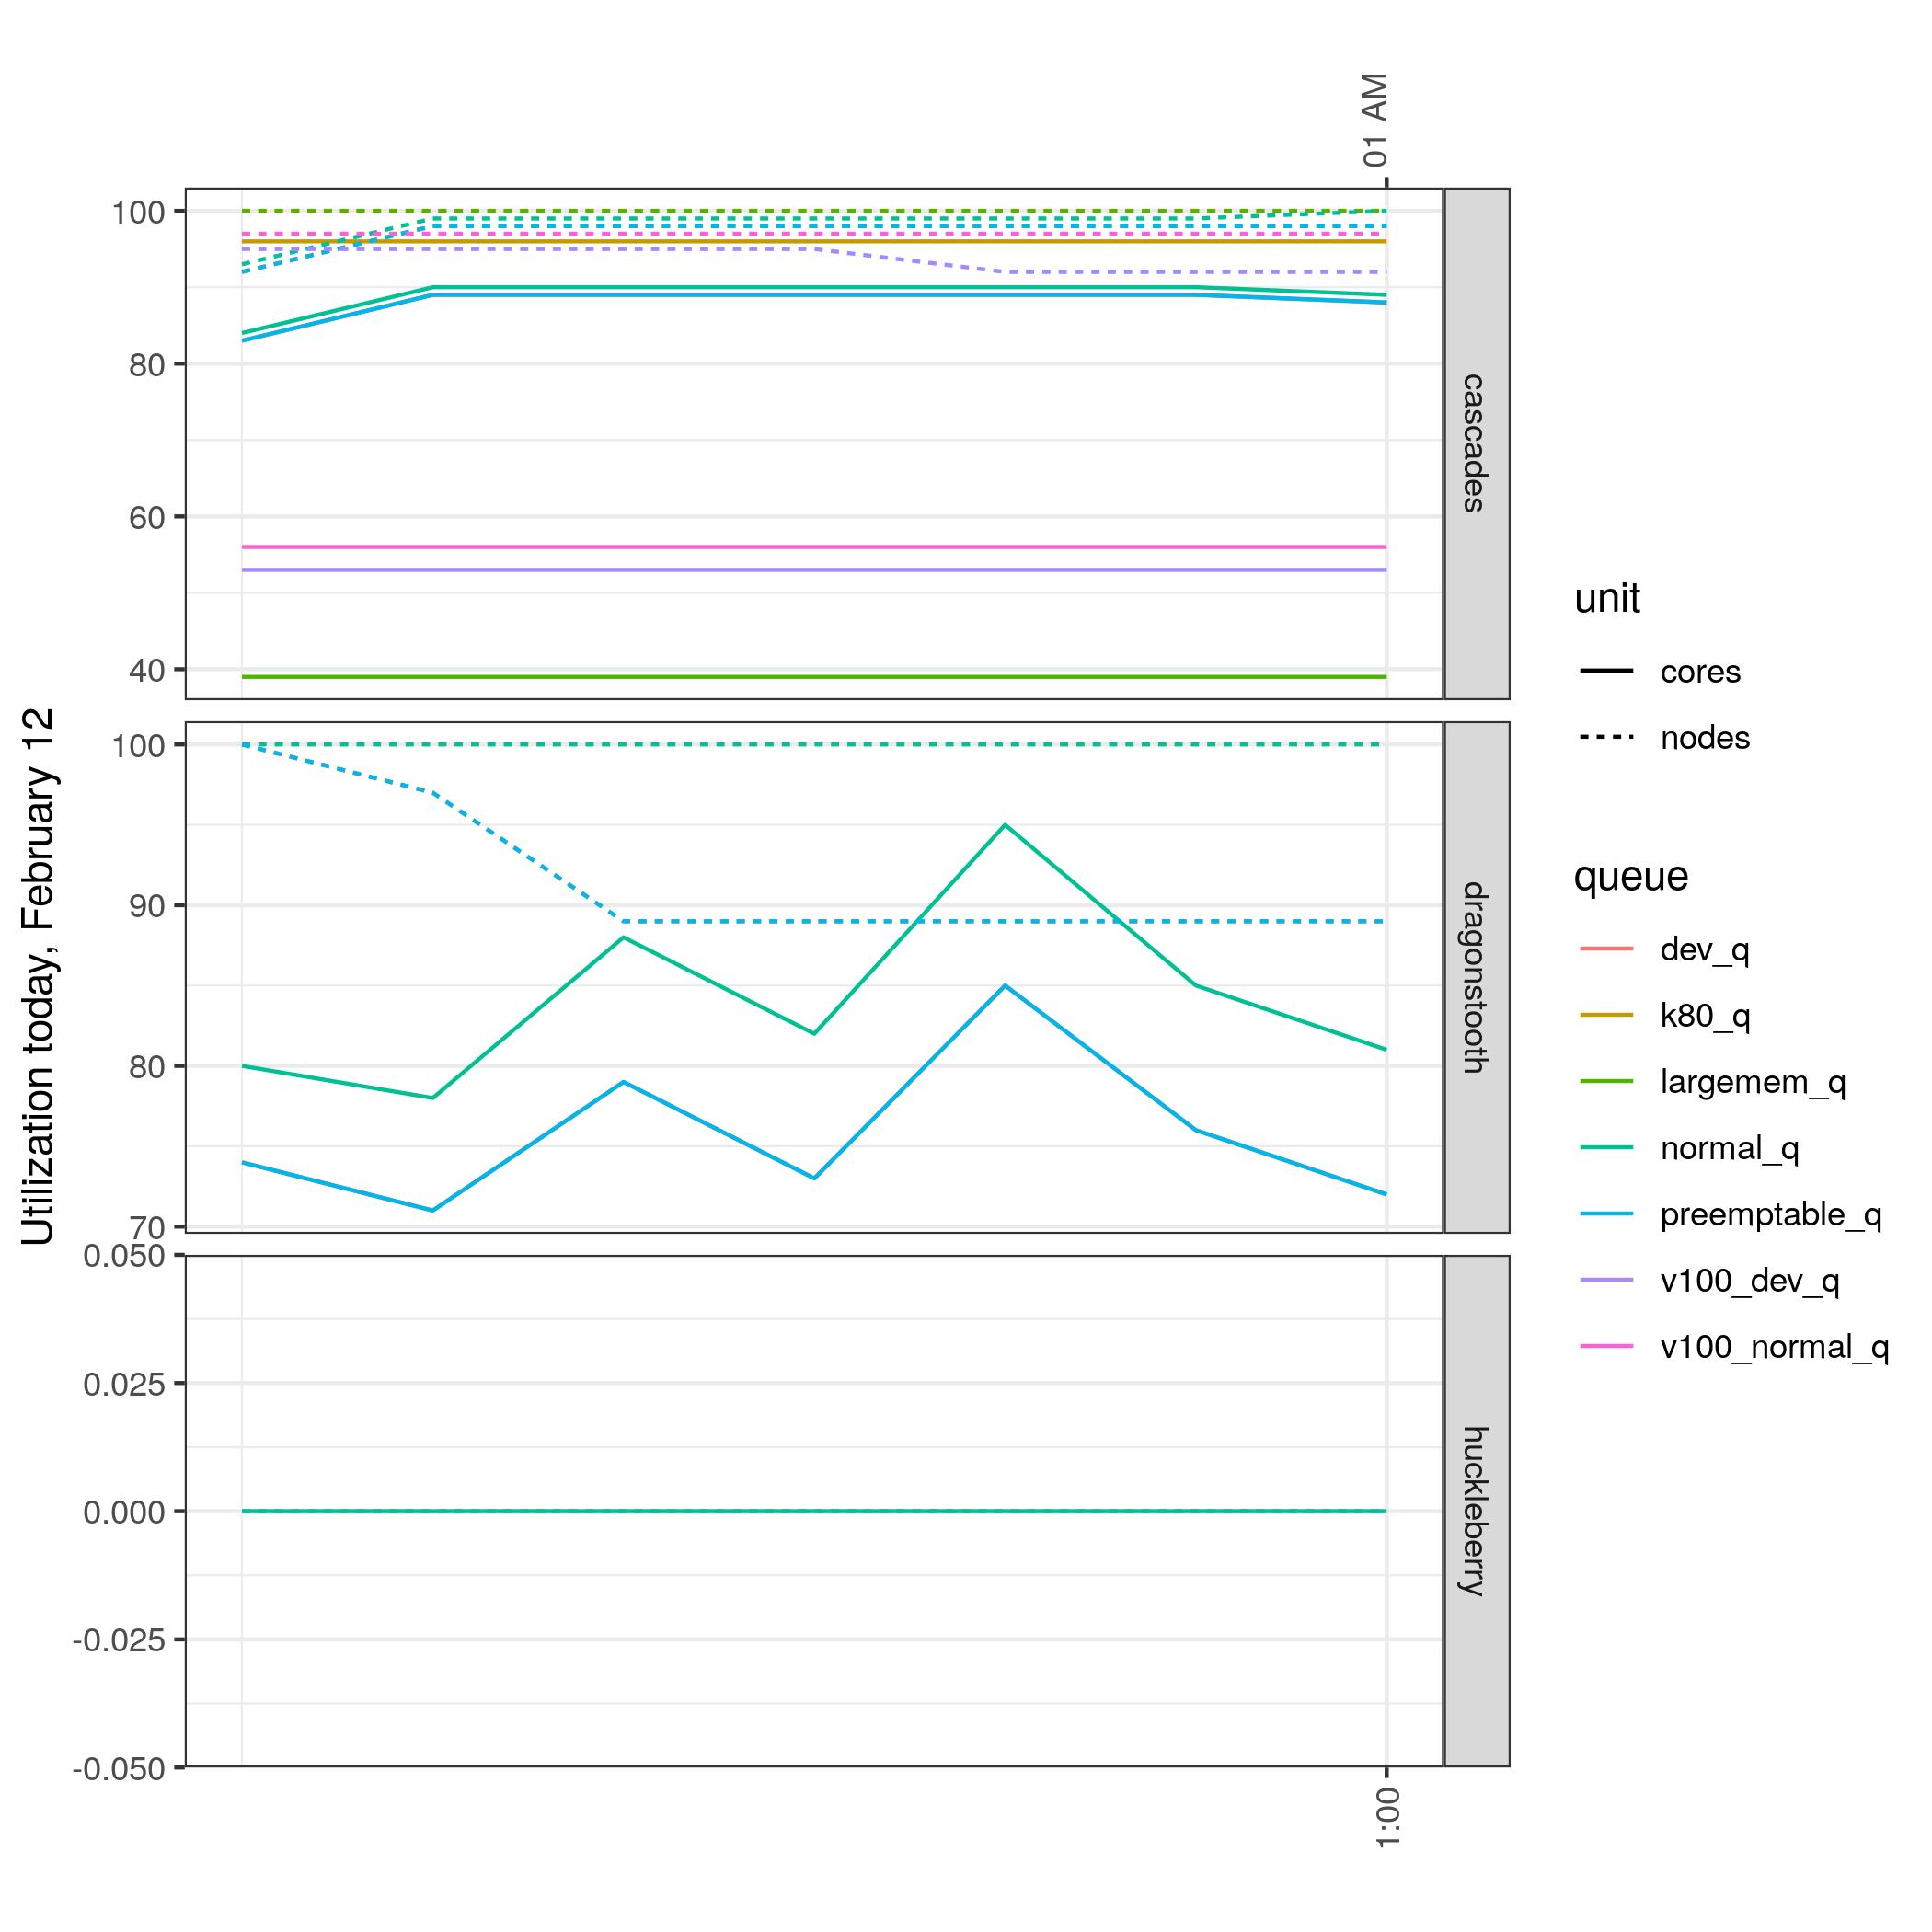 01 AM
100
80
60
40
cascades
100
90
80
70
dragonstooth
0.050
0.025
0.000
-0.025
-0.050
huckleberry
1:00
Utilization today, February 12
unit
cores
nodes
queue
dev_q
k80_q
largemem_q
normal_q
preemptable_q
v100_dev_q
v100_normal_q